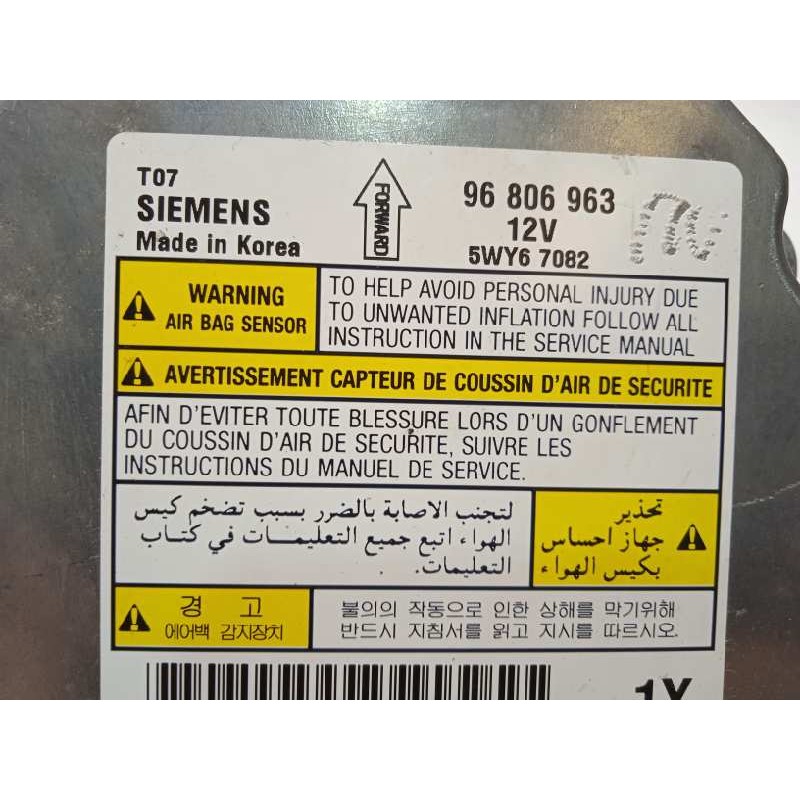 T07
SIEMENS
Made in Korea
FORWARD
96 806 963
12V
5WY6 7082
WARNING
AIR BAG SENSOR
TO HELP AVOID PERSONAL INJURY DUE
TO UNWANTED INFLATION FOLLOW ALL
INSTRUCTION IN THE SERVICE MANUAL
AVERTISSEMENT CAPTEUR DE COUSSIN D'AIR DE SECURITE
AFIN D'EVITER TOUTE BLESSURE LORS D'UN GONFLEMENT
DU COUSSIN D'AIR DE SECURITE, SUIVRE LES
INSTRUCTIONS DU MANUEL DE SERVICE.
تحذير
جهاز احساس
بكيس الهواء
لتجنب الاصابة بالضرر بسبب تضخم كيس
الهواء اتبع جميع التعليمـــات في كتـــاب
التعليمات.
경 고
에어백 감지장치
불의의 작동으로 인한 상해를 막기위해
반드시 지침서를 읽고 지시를 따르시오.
1Y